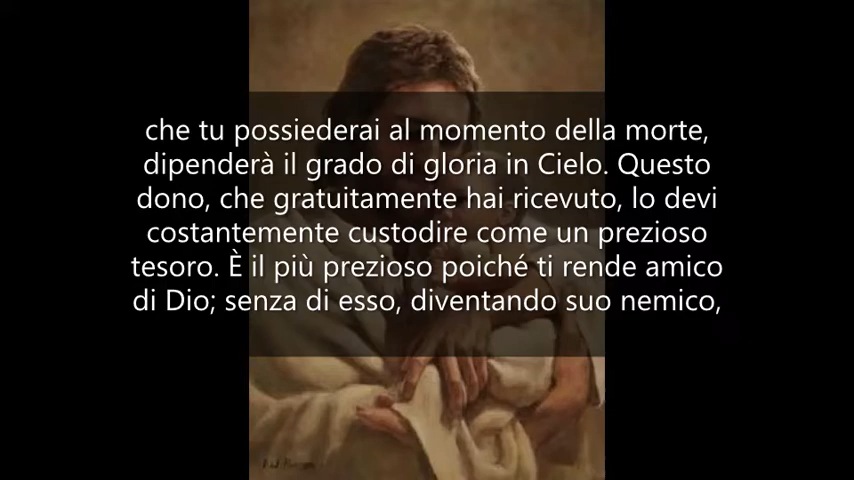 che tu possiederai al momento della morte,
dipenderà il grado di gloria in Cielo. Questo
dono, che gratuitamente hai ricevuto, lo devi
costantemente custodire come un prezioso
tesoro. È il più prezioso poiché ti rende amico
di Dio; senza di esso, diventando suo nemico,